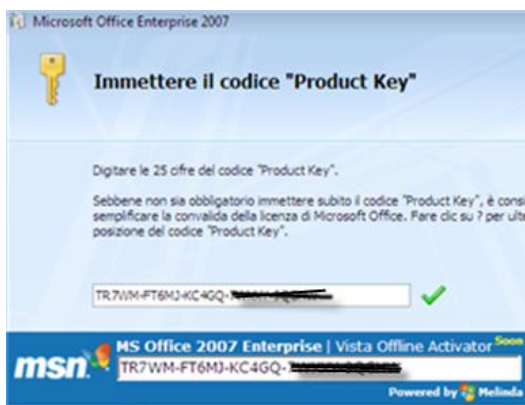 Microsoft Office Enterprise 2007
Immettere il codice "Product Key"
Digitare le 25 cifre del codice "Product Key".
Sebbene non sia obbligatorio immettere subito il codice "Product Key", è consi
semplificare la convalida della licenza di Microsoft Office. Fare clic su ? per ulte
posizione del codice "Product Key".
TR7WM-FT6MJ-KC4GQ-
MS Office 2007 Enterprise | Vista Offline Activator Soon
msn
TR7WM-FT6MJ-KC4GQ-
Powered by Melinda